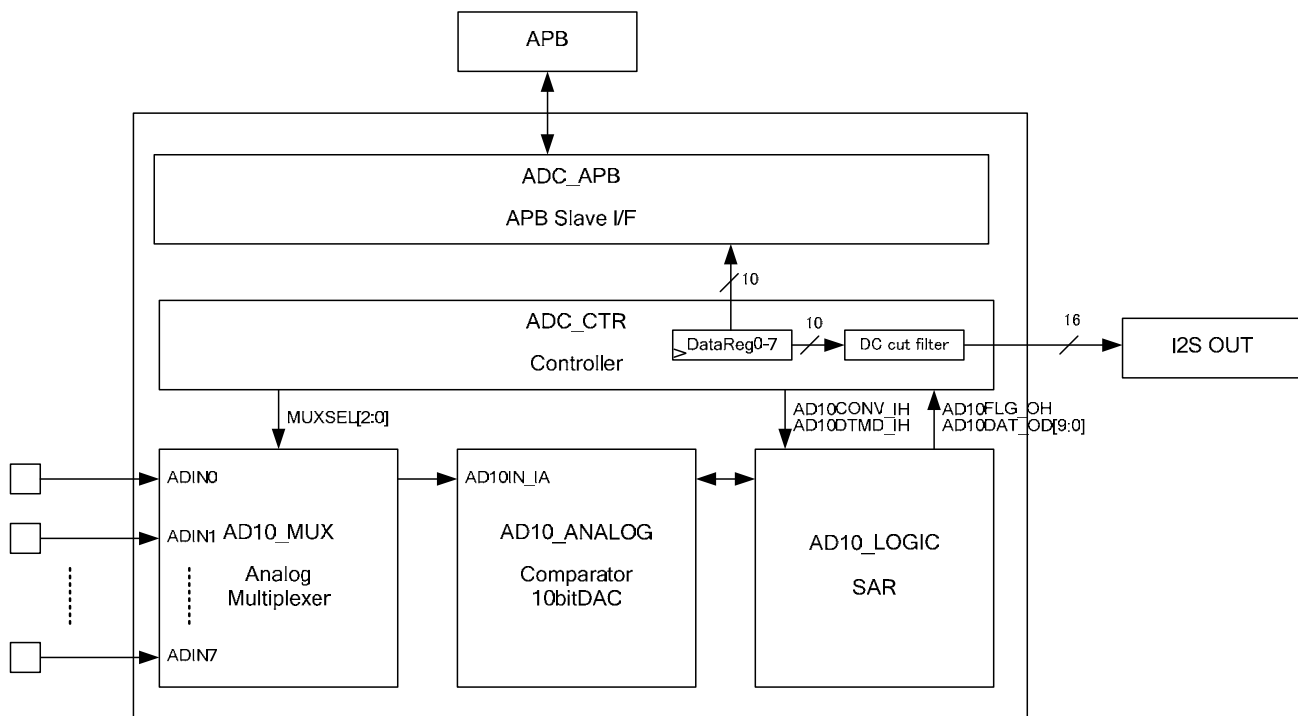 APB
ADC_APB
APB Slave I/F
10
ADC_CTR
Controller
DataReg0-7
10
DC cut filter
16
I2S OUT
MUXSEL[2:0]
AD10CONV_IH
AD10DTMD_IH
AD10FLG_OH
AD10DAT_OD[9:0]
ADIN0
AD10IN_IA
ADIN1
AD10_MUX
Analog
Multiplexer
AD10_ANALOG
Comparator
10bitDAC
AD10_LOGIC
SAR
ADIN7